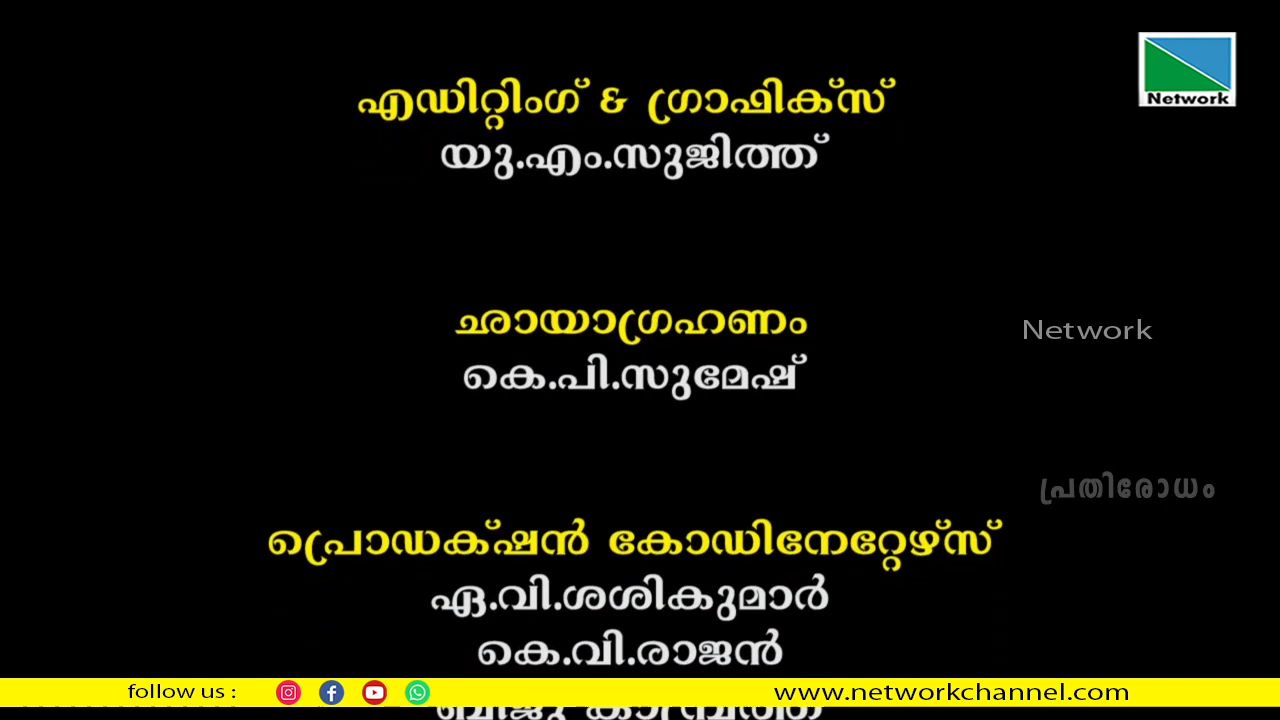 Network
എഡിറ്റിംഗ് & ഗ്രാഫിക്സ്
യു.എം.സുജിത്ത്
ഛായാഗ്രഹണം
Network
കെ.പി.സുമേഷ്
പ്രതിരോധം
പ്രൊഡക്ഷൻ കോഡിനേറ്റേഴ്സ്
ഏ.വി.ശശികുമാർ
കെ.വി.രാജൻ
follow us :
www.networkchannel.com